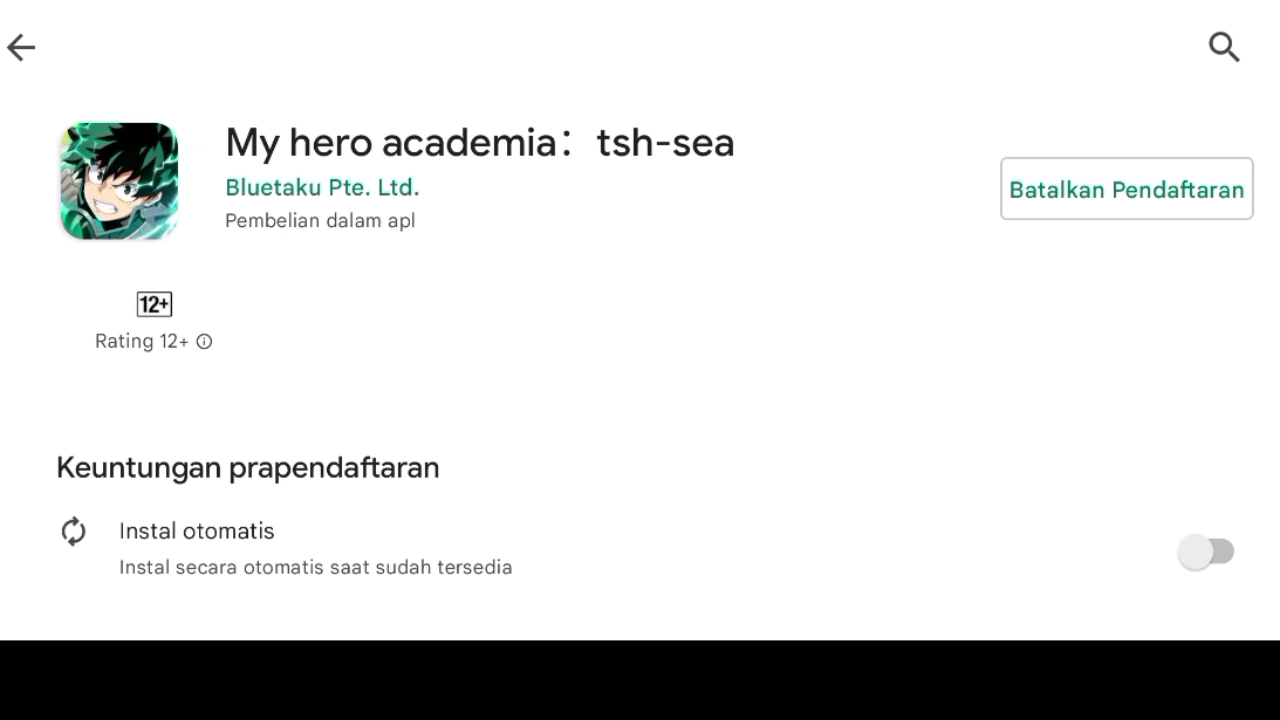 My hero academia：tsh-sea
Bluetaku Pte. Ltd.
Pembelian dalam apl
Batalkan Pendaftaran
12+
Rating 12+
Keuntungan prapendaftaran
Instal otomatis
Instal secara otomatis saat sudah tersedia